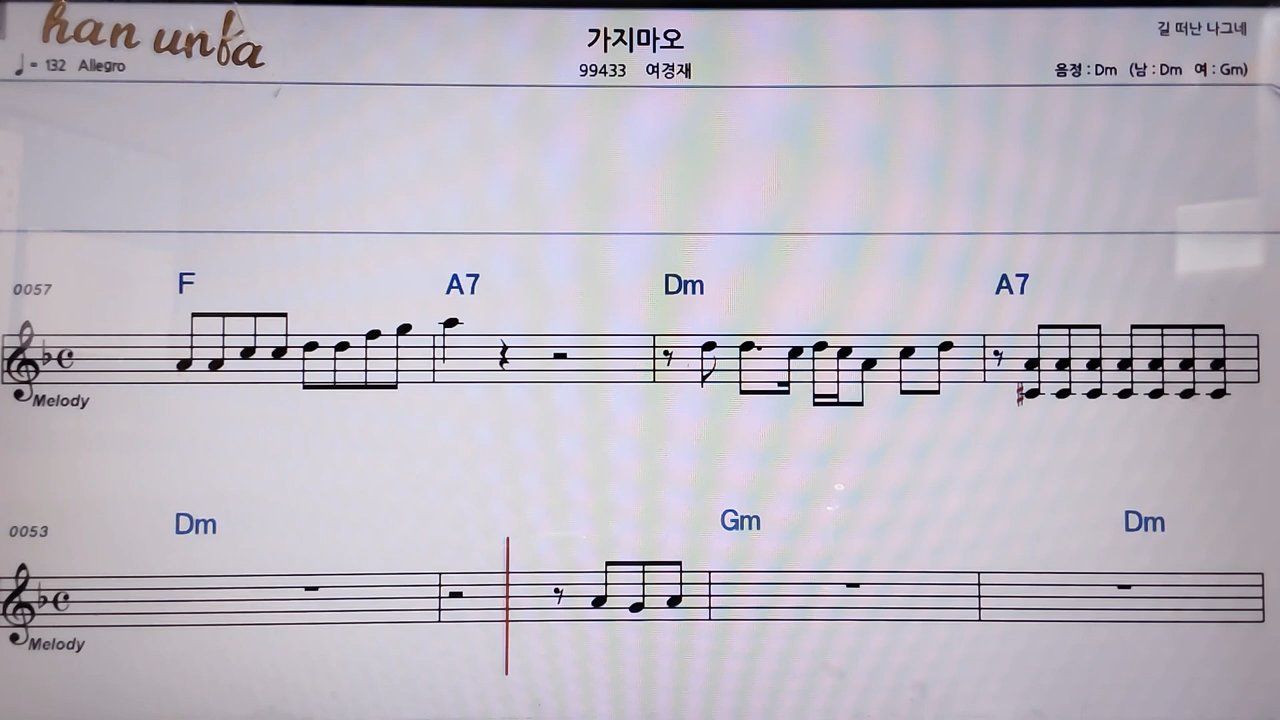 han unfa
가지마오
길 떠난 나그네
♩= 132 Allegro
99433 여경재
음정 : Dm (남 : Dm 여 : Gm)
0057 F A7 Dm A7
Melody
0053 Dm Gm Dm
Melody